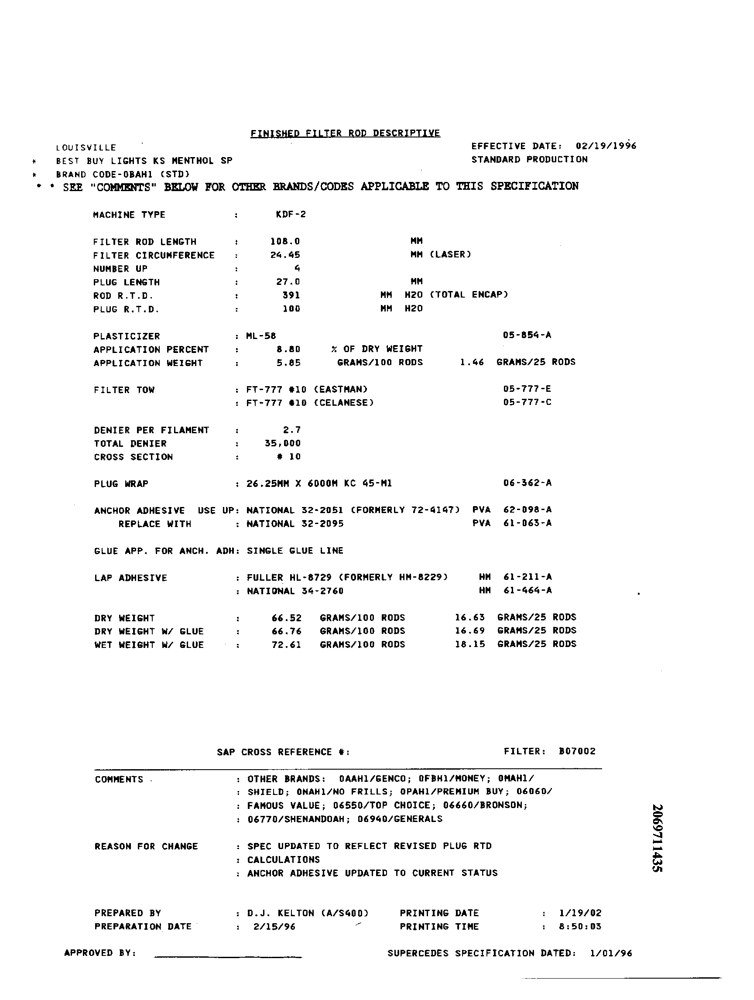 FINISHED FILTER ROD DESCRIPTIVE
LOUISVILLE EFFECTIVE DATE: 02/19/1996
* BEST BUY LIGHTS KS MENTHOL SP STANDARD PRODUCTION
* BRAND CODE-0BAH1 (STD)
* * SEE "COMMENTS" BELOW FOR OTHER BRANDS/CODES APPLICABLE TO THIS SPECIFICATION
MACHINE TYPE : KDF-2
FILTER ROD LENGTH : 108.0 MM
FILTER CIRCUMFERENCE : 24.45 MM (LASER)
NUMBER UP : 4
PLUG LENGTH : 27.0 MM
ROD R.T.D. : 391 MM H2O (TOTAL ENCAP)
PLUG R.T.D. : 100 MM H2O
PLASTICIZER : ML-58 05-854-A
APPLICATION PERCENT : 8.80 % OF DRY WEIGHT
APPLICATION WEIGHT : 5.85 GRAMS/100 RODS 1.46 GRAMS/25 RODS
FILTER TOW : FT-777 #10 (EASTMAN) 05-777-E
: FT-777 #10 (CELANESE) 05-777-C
DENIER PER FILAMENT : 2.7
TOTAL DENIER : 35,000
CROSS SECTION : # 10
PLUG WRAP : 26.25MM X 6000M KC 45-M1 06-362-A
ANCHOR ADHESIVE USE UP: NATIONAL 32-2051 (FORMERLY 72-4147) PVA 62-098-A
REPLACE WITH : NATIONAL 32-2095 PVA 61-063-A
GLUE APP. FOR ANCH. ADH: SINGLE GLUE LINE
LAP ADHESIVE : FULLER HL-8729 (FORMERLY HM-8229) HM 61-211-A
: NATIONAL 34-2760 HM 61-464-A
DRY WEIGHT : 66.52 GRAMS/100 RODS 16.63 GRAMS/25 RODS
DRY WEIGHT W/ GLUE : 66.76 GRAMS/100 RODS 16.69 GRAMS/25 RODS
WET WEIGHT W/ GLUE : 72.61 GRAMS/100 RODS 18.15 GRAMS/25 RODS
SAP CROSS REFERENCE #: FILTER: B07002
COMMENTS : OTHER BRANDS: 0AAH1/GENCO; 0FBH1/MONEY; 0MAH1/
: SHIELD; 0NAH1/NO FRILLS; 0PAH1/PREMIUM BUY; 06060/
: FAMOUS VALUE; 06550/TOP CHOICE; 06660/BRONSON;
: 06770/SHENANDOAH; 06940/GENERALS
REASON FOR CHANGE : SPEC UPDATED TO REFLECT REVISED PLUG RTD
: CALCULATIONS
: ANCHOR ADHESIVE UPDATED TO CURRENT STATUS
PREPARED BY : D.J. KELTON (A/S400) PRINTING DATE : 1/19/02
PREPARATION DATE : 2/15/96 PRINTING TIME : 8:50:03
APPROVED BY: SUPERCEDES SPECIFICATION DATED: 1/01/96
2069711435